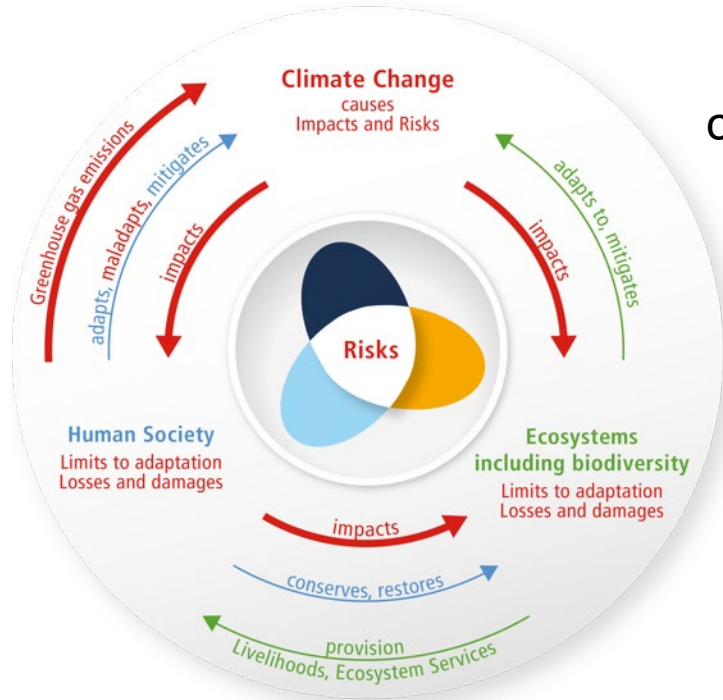 Climate Change
causes
Impacts and Risks
Greenhouse gas emissions
adapts, maladapts, mitigates
impacts
impacts
adapts to, mitigates
Risks
Human Society
Limits to adaptation
Losses and damages
Ecosystems
including biodiversity
Limits to adaptation
Losses and damages
impacts
conserves, restores
provision
Livelihoods, Ecosystem Services